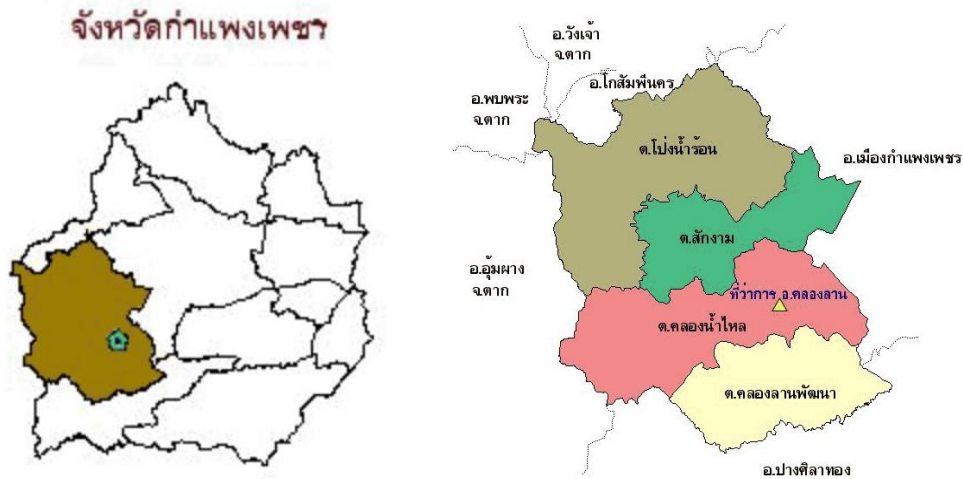 จังหวัดกำแพงเพชร
อ.วังเจ้า
จ.ตาก
อ.โกสัมพีนคร
อ.พบพระ
จ.ตาก
ต.โป่งน้ำร้อน
อ.เมืองกำแพงเพชร
ต.สักงาม
อ.อุ้มผาง
จ.ตาก
ที่ว่าการ อ.คลองลาน
ต.คลองน้ำไหล
ต.คลองลานพัฒนา
อ.ปางศิลาทอง